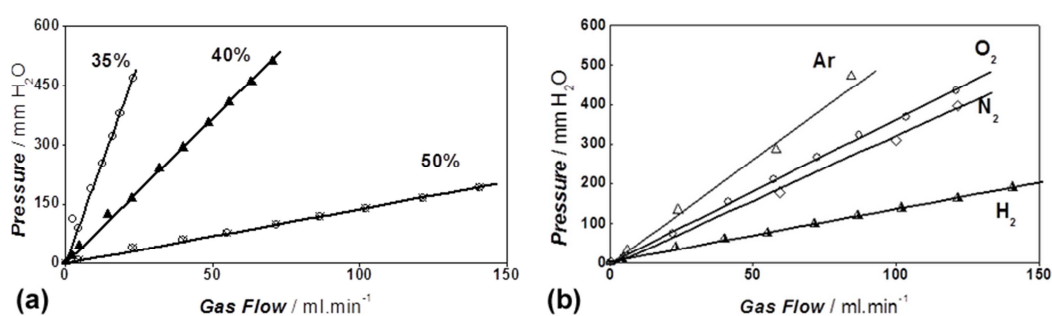 600
450
300
150
0
Pressure / mm H₂O
35%
40%
50%
0
50
100
150
(a)
Gas Flow / ml.min⁻¹
600
500
400
300
200
100
0
Pressure / mm H₂O
Ar
O₂
N₂
H₂
0
50
100
150
(b)
Gas Flow / ml.min⁻¹